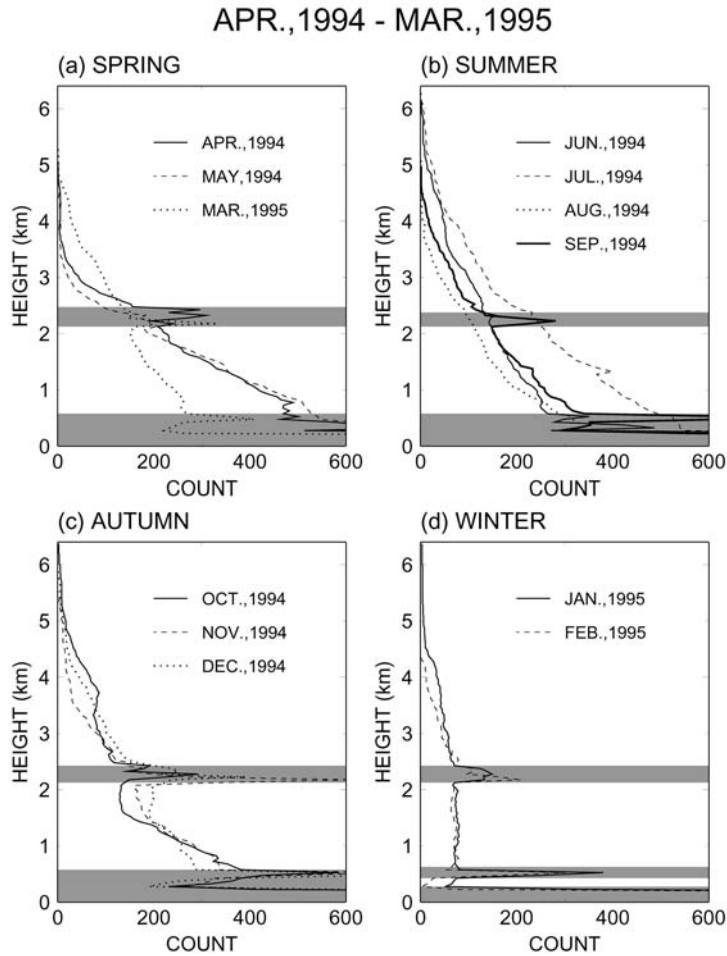 APR.,1994 - MAR.,1995
(a) SPRING
6
5
4
3
2
1
0
HEIGHT (km)
APR.,1994
MAY,1994
MAR.,1995
0 200 400 600
COUNT
(b) SUMMER
6
5
4
3
2
1
0
HEIGHT (km)
JUN.,1994
JUL.,1994
AUG.,1994
SEP.,1994
0 200 400 600
COUNT
(c) AUTUMN
6
5
4
3
2
1
0
HEIGHT (km)
OCT.,1994
NOV.,1994
DEC.,1994
0 200 400 600
COUNT
(d) WINTER
6
5
4
3
2
1
0
HEIGHT (km)
JAN.,1995
FEB.,1995
0 200 400 600
COUNT